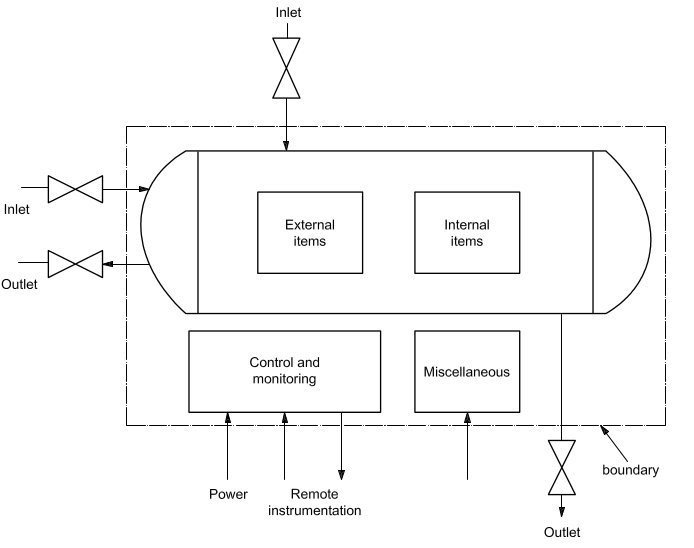 Inlet
Inlet
Outlet
External
items
Internal
items
Control and
monitoring
Miscellaneous
boundary
Power
Remote
instrumentation
Outlet